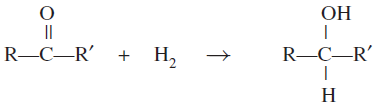 O OH
|| |
R—C—R′ + H₂ → R—C—R′
|
H